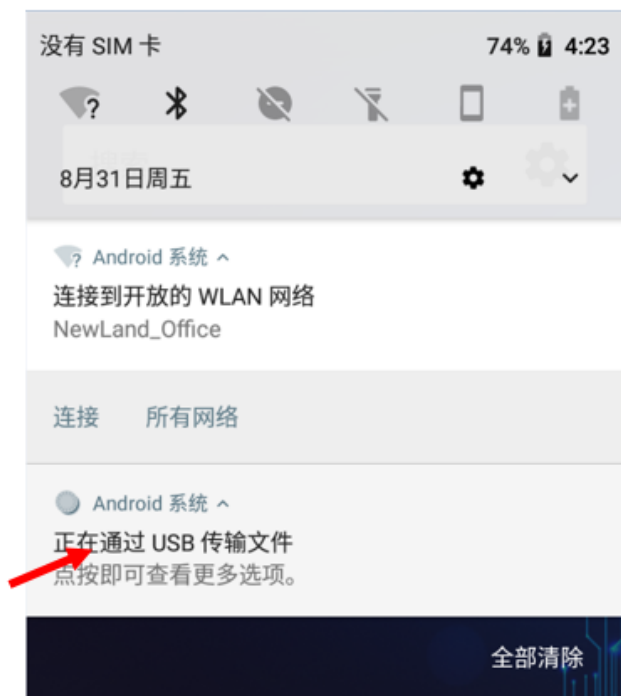 没有 SIM 卡 74% 4:23
?
8月31日周五
? Android 系统
连接到开放的 WLAN 网络
NewLand_Office
连接 所有网络
Android 系统
正在通过 USB 传输文件
点按即可查看更多选项。
全部清除